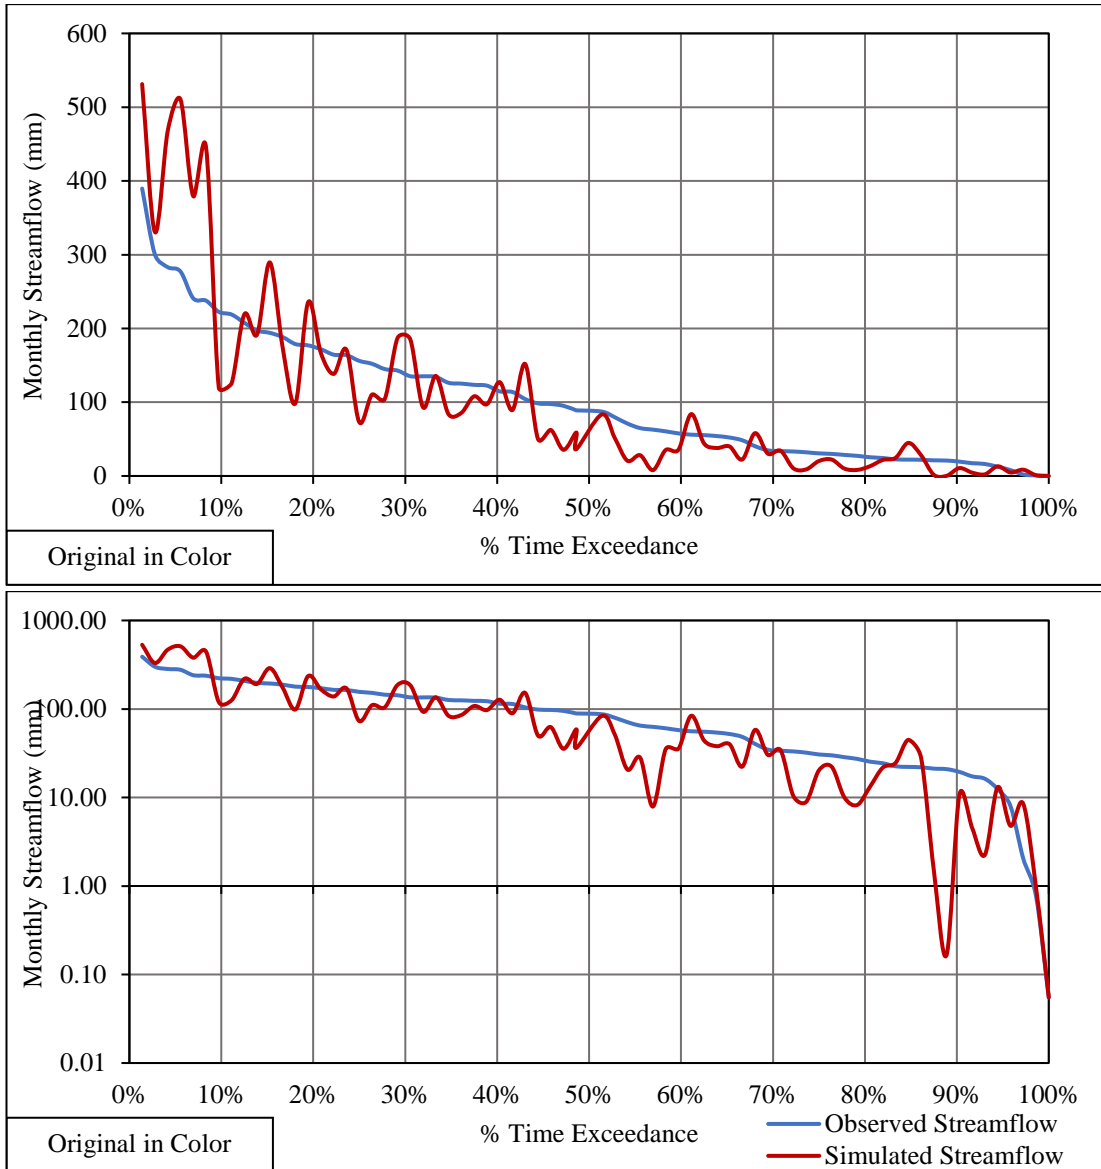 600
500
400
300
200
100
0
Monthly Streamflow (mm)
0% 10% 20% 30% 40% 50% 60% 70% 80% 90% 100%
% Time Exceedance
Original in Color
1000.00
100.00
10.00
1.00
0.10
0.01
Monthly Streamflow (mm)
0% 10% 20% 30% 40% 50% 60% 70% 80% 90% 100%
% Time Exceedance
Original in Color
Observed Streamflow
Simulated Streamflow